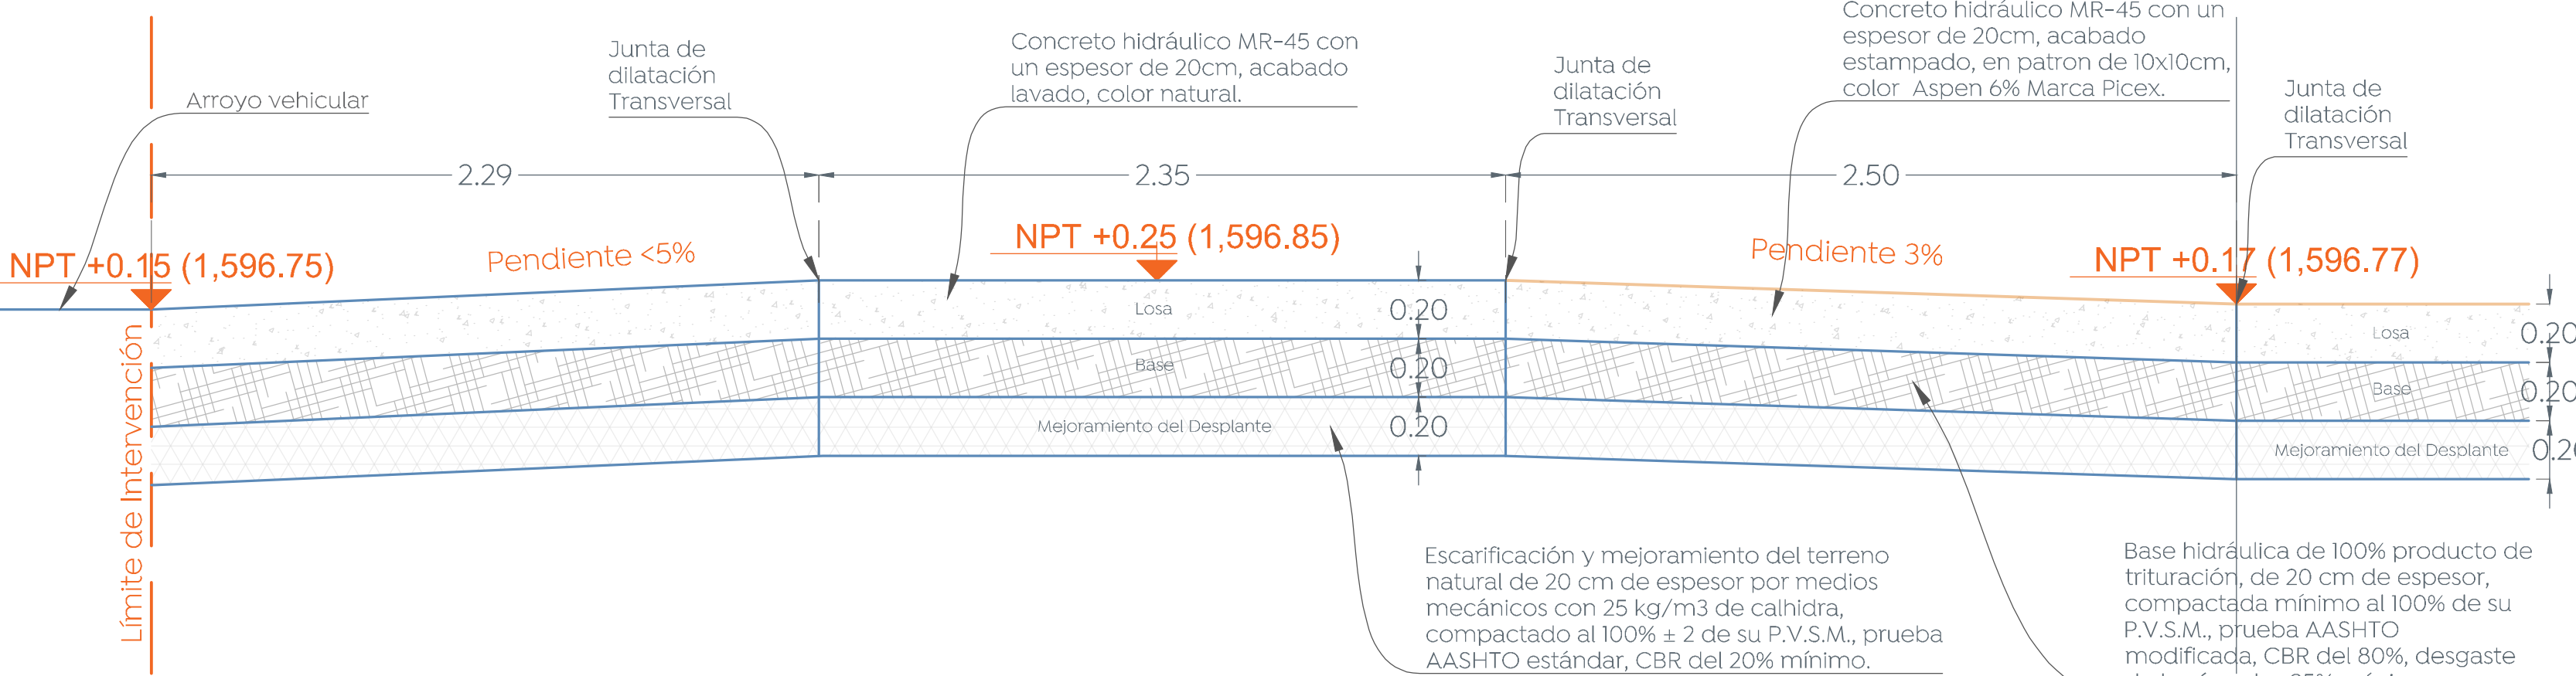 Concreto hidráulico MR-45 con un
espesor de 20cm, acabado
estampado, en patron de 10x10cm,
color Aspen 6% Marca Picex.
Concreto hidráulico MR-45 con
un espesor de 20cm, acabado
lavado, color natural.
Junta de
dilatación
Transversal
Junta de
dilatación
Transversal
Junta de
dilatación
Transversal
Arroyo vehicular
2.29
2.35
2.50
NPT +0.15 (1,596.75)
Pendiente <5%
NPT +0.25 (1,596.85)
Pendiente 3%
NPT +0.17 (1,596.77)
Losa
0.20
Losa
0.20
Base
0.20
Base
0.20
Mejoramiento del Desplante
0.20
Mejoramiento del Desplante
Límite de Intervención
Escarificación y mejoramiento del terreno
natural de 20 cm de espesor por medios
mecánicos con 25 kg/m3 de calhidra,
compactado al 100% ± 2 de su P.V.S.M., prueba
AASHTO estándar, CBR del 20% mínimo.
Base hidráulica de 100% producto de
trituración, de 20 cm de espesor,
compactada mínimo al 100% de su
P.V.S.M., prueba AASHTO
modificada, CBR del 80%, desgaste